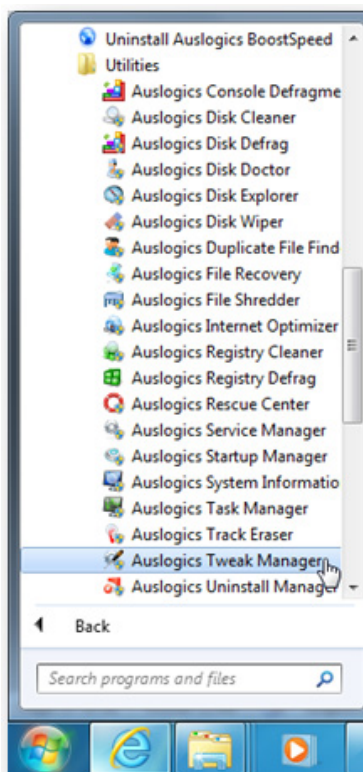 Uninstall Auslogics BoostSpeed
Utilities
Auslogics Console Defragme
Auslogics Disk Cleaner
Auslogics Disk Defrag
Auslogics Disk Doctor
Auslogics Disk Explorer
Auslogics Disk Wiper
Auslogics Duplicate File Find
Auslogics File Recovery
Auslogics File Shredder
Auslogics Internet Optimizer
Auslogics Registry Cleaner
Auslogics Registry Defrag
Auslogics Rescue Center
Auslogics Service Manager
Auslogics Startup Manager
Auslogics System Informatio
Auslogics Task Manager
Auslogics Track Eraser
Auslogics Tweak Manager
Auslogics Uninstall Manager
Back
Search programs and files